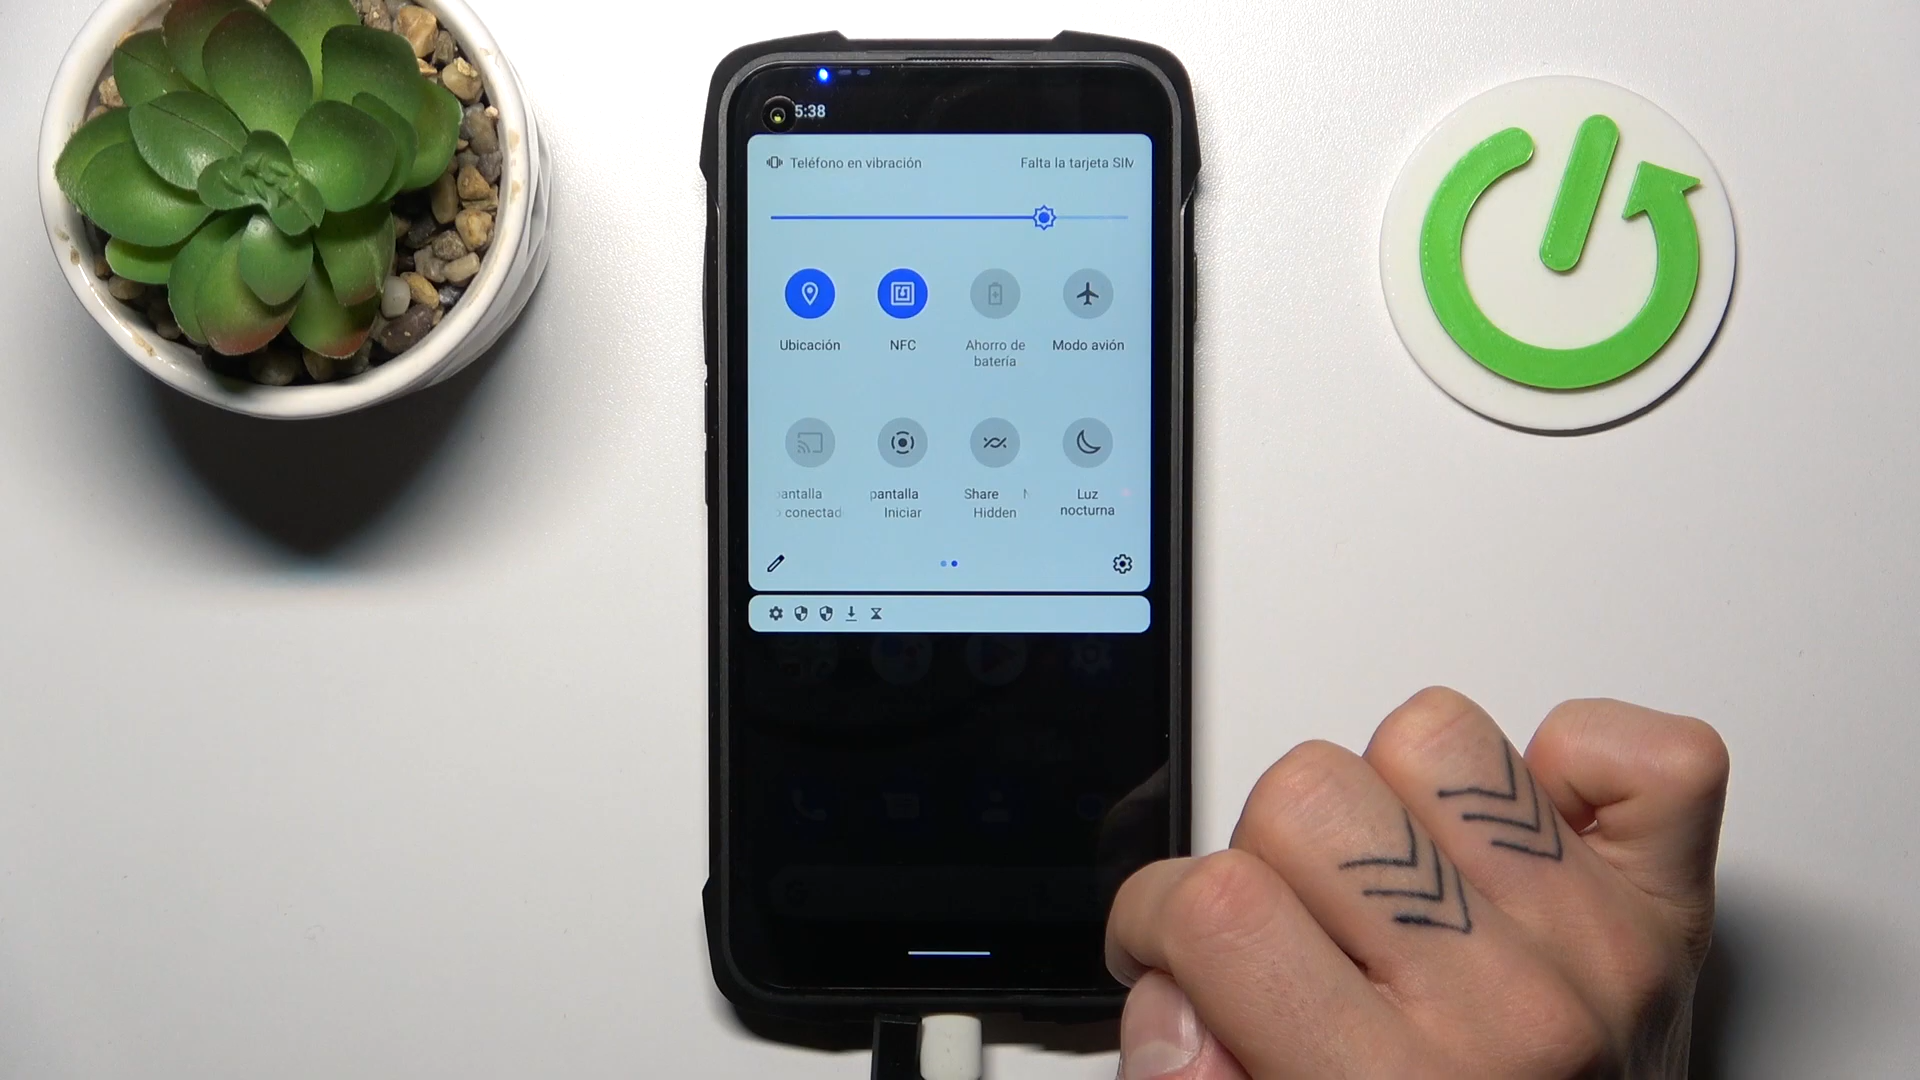 5:38
Teléfono en vibración Falta la tarjeta SIM
Ubicación NFC Ahorro de batería Modo avión
pantalla pantalla Share Luz nocturna
conectad Iniciar Hidden